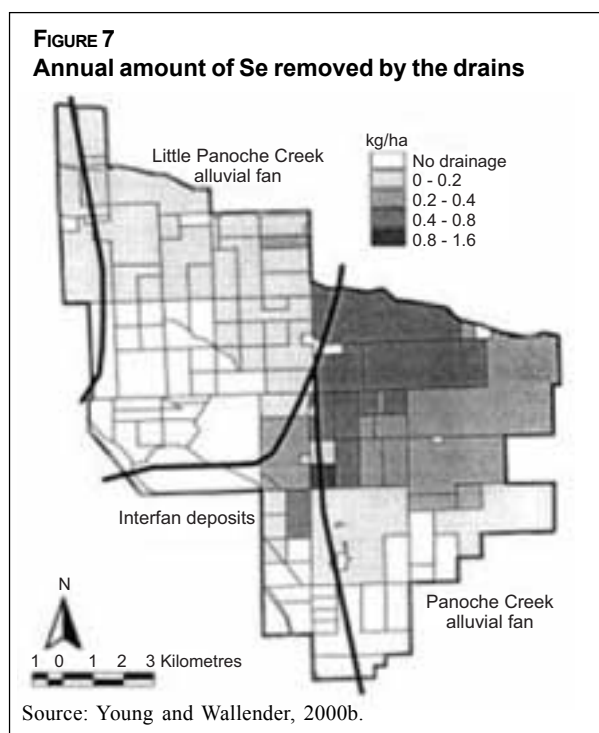 FIGURE 7
Annual amount of Se removed by the drains
Little Panoche Creek
alluvial fan
kg/ha
No drainage
0 - 0.2
0.2 - 0.4
0.4 - 0.8
0.8 - 1.6
Interfan deposits
Panoche Creek
alluvial fan
N
1 0 1 2 3 Kilometres
Source: Young and Wallender, 2000b.